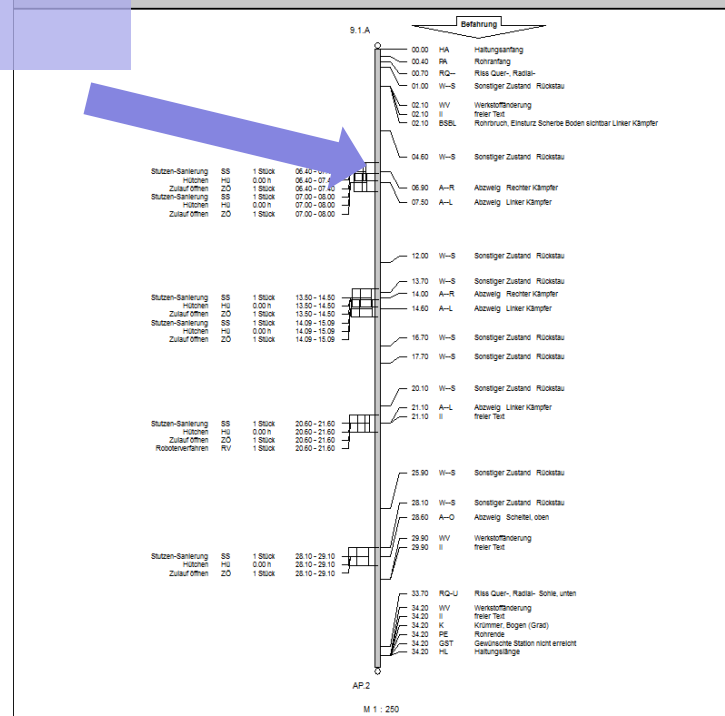 Befahrung
9.1.A
00.00 HA Haltungsanfang
00.40 PA Rohranfang
00.70 RQ-- Riss Quer-, Radial-
01.00 W---S Sonstiger Zustand Rückstau
02.10 WV Werkstoffänderung
02.10 II freier Text
02.10 BSBL Rohrbruch, Einsturz Scherbe Boden sichtbar Linker Kämpfer
04.60 W---S Sonstiger Zustand Rückstau
Stutzen-Sanierung SS 1 Stück 06.40 -
Hütchen Hü 0.00 h 06.40 -
Zulauf öffnen ZÖ 1 Stück 06.40 - 07.40
Stutzen-Sanierung SS 1 Stück 07.00 - 08.00
Hütchen Hü 0.00 h 07.00 - 08.00
Zulauf öffnen ZÖ 1 Stück 07.00 - 08.00
06.90 A---R Abzweig Rechter Kämpfer
07.50 A---L Abzweig Linker Kämpfer
12.00 W---S Sonstiger Zustand Rückstau
13.70 W---S Sonstiger Zustand Rückstau
14.00 A---R Abzweig Rechter Kämpfer
14.60 A---L Abzweig Linker Kämpfer
Stutzen-Sanierung SS 1 Stück 13.50 - 14.50
Hütchen Hü 0.00 h 13.50 - 14.50
Zulauf öffnen ZÖ 1 Stück 13.50 - 14.50
Stutzen-Sanierung SS 1 Stück 14.09 - 15.09
Hütchen Hü 0.00 h 14.09 - 15.09
Zulauf öffnen ZÖ 1 Stück 14.09 - 15.09
16.70 W---S Sonstiger Zustand Rückstau
17.70 W---S Sonstiger Zustand Rückstau
20.10 W---S Sonstiger Zustand Rückstau
21.10 A---L Abzweig Linker Kämpfer
21.10 II freier Text
Stutzen-Sanierung SS 1 Stück 20.60 - 21.60
Hütchen Hü 0.00 h 20.60 - 21.60
Zulauf öffnen ZÖ 1 Stück 20.60 - 21.60
Roboterverfahren RV 1 Stück 20.60 - 21.60
25.90 W---S Sonstiger Zustand Rückstau
28.10 W---S Sonstiger Zustand Rückstau
28.60 A---O Abzweig Scheitel, oben
29.90 WV Werkstoffänderung
29.90 II freier Text
Stutzen-Sanierung SS 1 Stück 28.10 - 29.10
Hütchen Hü 0.00 h 28.10 - 29.10
Zulauf öffnen ZÖ 1 Stück 28.10 - 29.10
33.70 RQ-U Riss Quer-, Radial- Sohle, unten
34.20 WV Werkstoffänderung
34.20 II freier Text
34.20 K Krümmer, Bogen (Grad)
34.20 PE Rohrende
34.20 GST Gewünschte Station nicht erreicht
34.20 HL Haltungslänge
AP.2
M 1 : 250